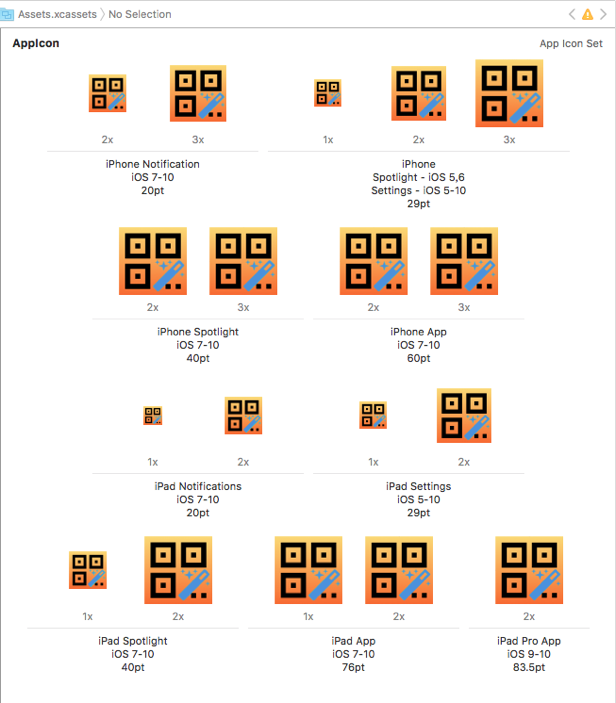 Assets.xcassets No Selection
AppIcon App Icon Set
2x 3x 1x 2x 3x
iPhone Notification
iOS 7-10
20pt
iPhone
Spotlight - iOS 5,6
Settings - iOS 5-10
29pt
2x 3x 2x 3x
iPhone Spotlight
iOS 7-10
40pt
iPhone App
iOS 7-10
60pt
1x 2x 1x 2x
iPad Notifications
iOS 7-10
20pt
iPad Settings
iOS 5-10
29pt
1x 2x 1x 2x 2x
iPad Spotlight
iOS 7-10
40pt
iPad App
iOS 7-10
76pt
iPad Pro App
iOS 9-10
83.5pt